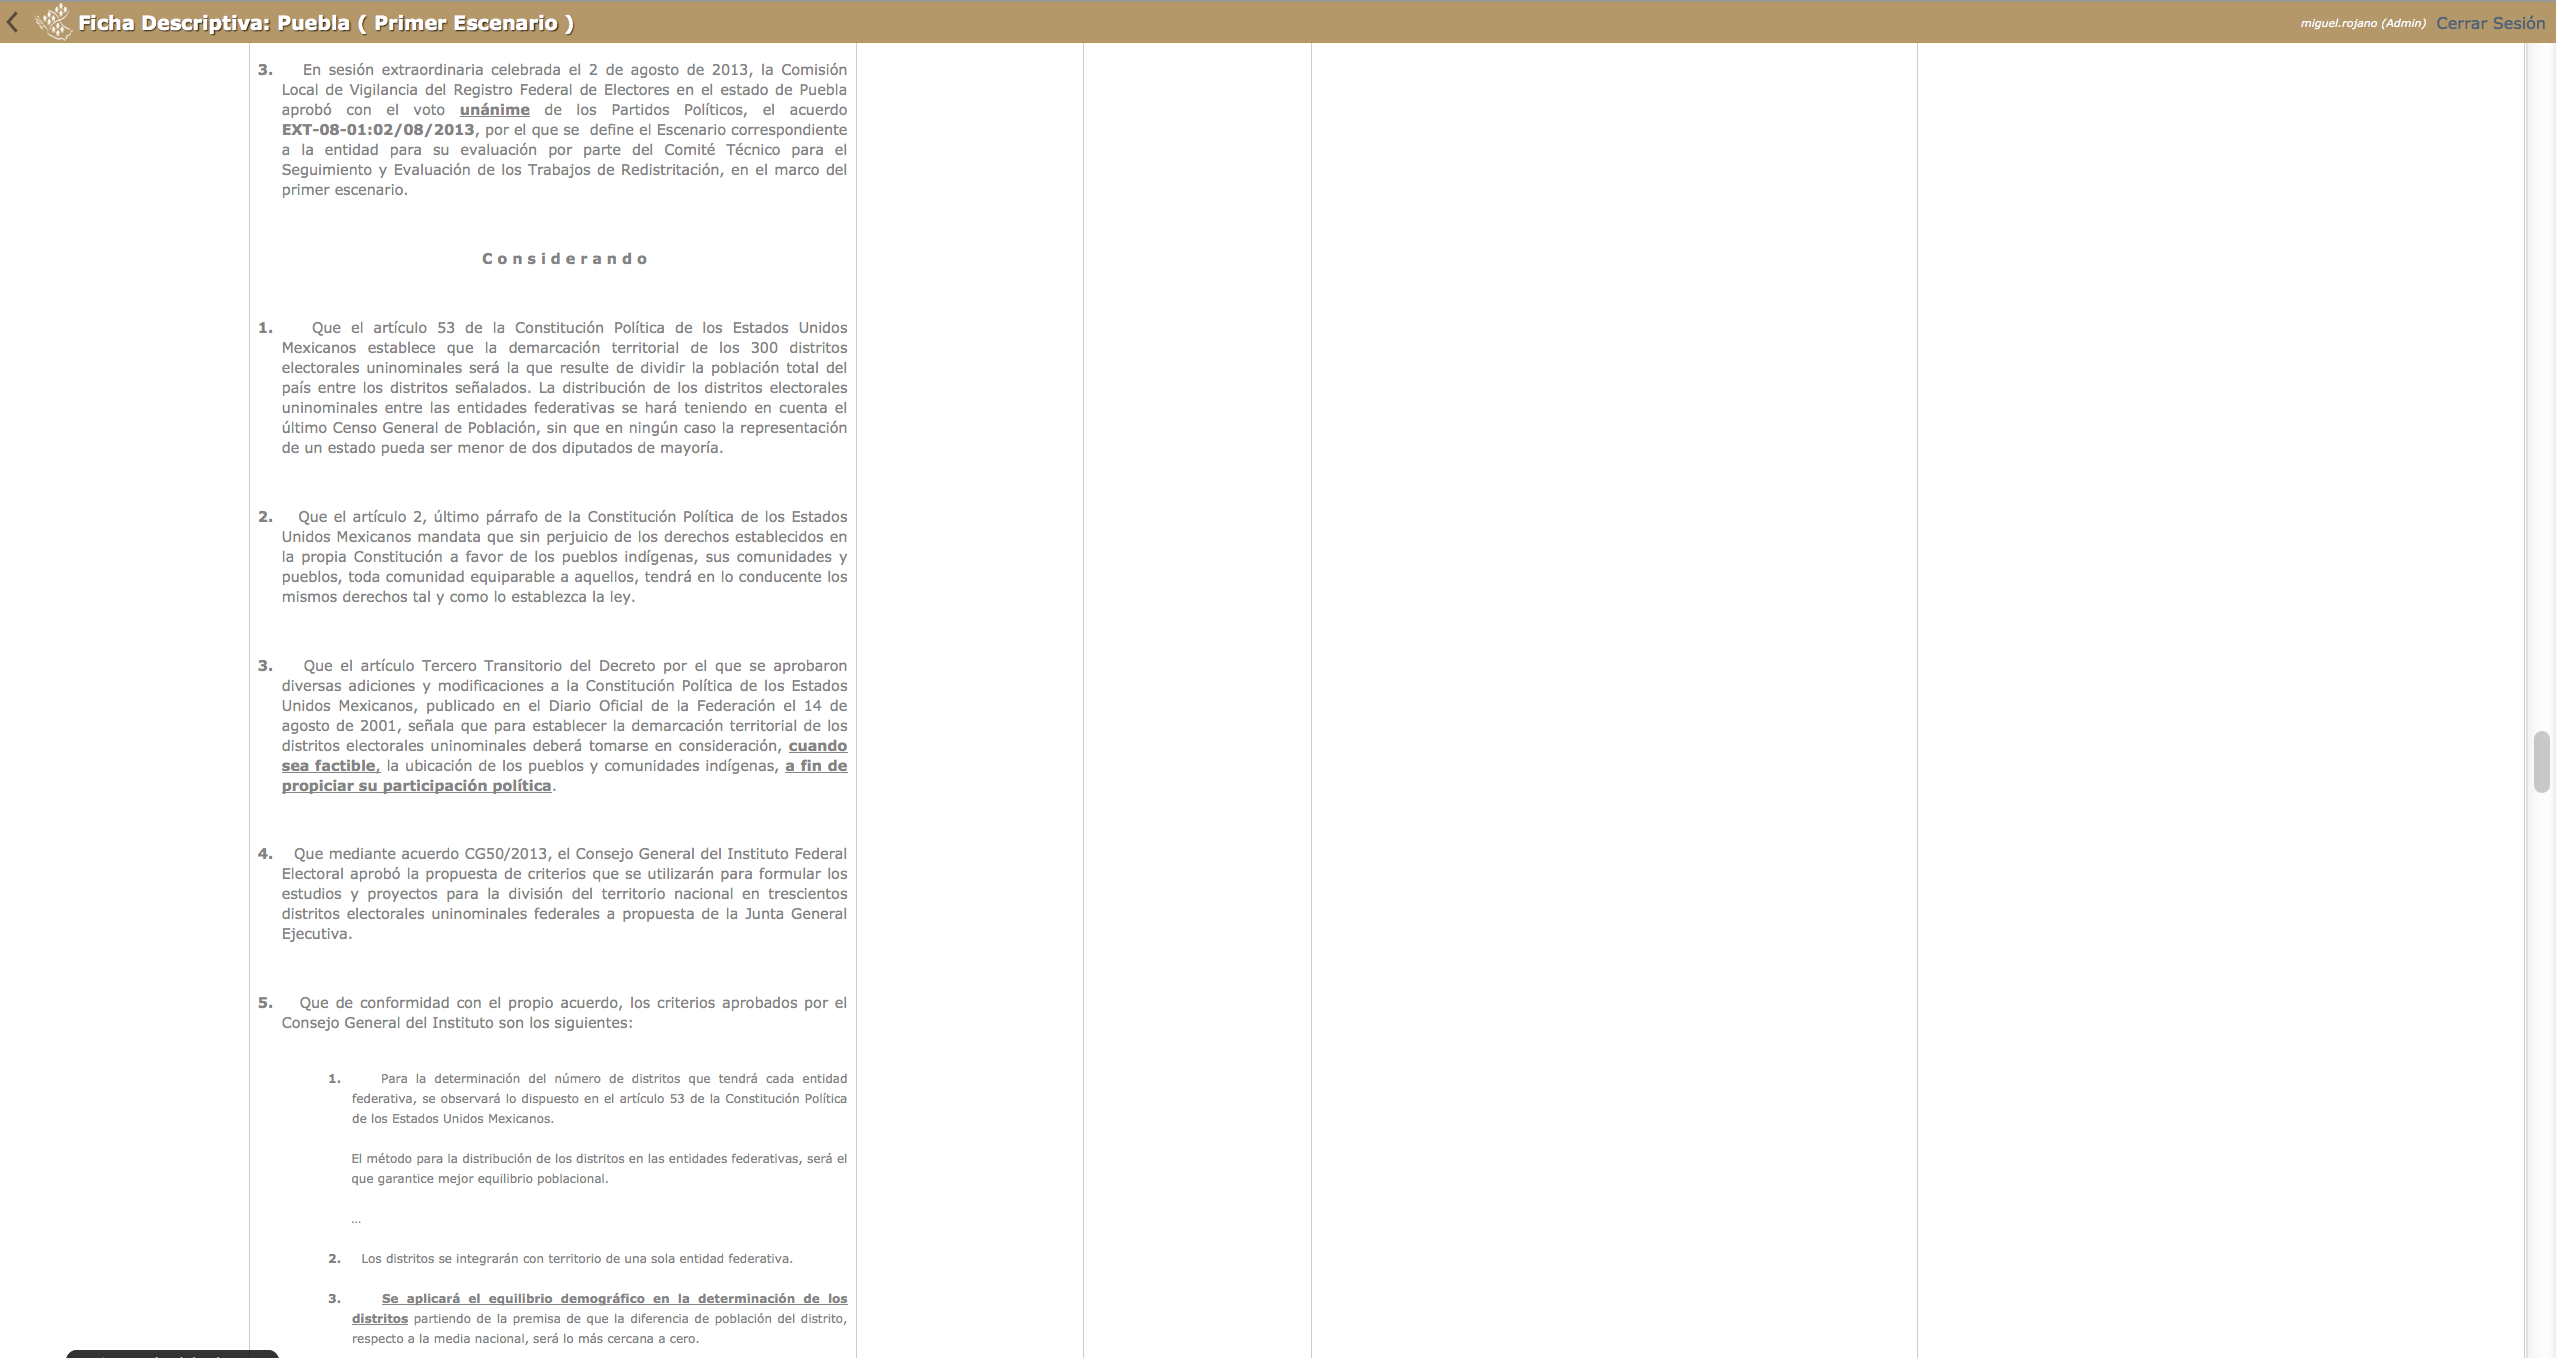 Ficha Descriptiva: Puebla ( Primer Escenario )
miguel.rojano (Admin) Cerrar Sesión
3. En sesión extraordinaria celebrada el 2 de agosto de 2013, la Comisión
Local de Vigilancia del Registro Federal de Electores en el estado de Puebla
aprobó con el voto unánime de los Partidos Políticos, el acuerdo
EXT-08-01:02/08/2013, por el que se define el Escenario correspondiente
a la entidad para su evaluación por parte del Comité Técnico para el
Seguimiento y Evaluación de los Trabajos de Redistritación, en el marco del
primer escenario.
C o n s i d e r a n d o
1. Que el artículo 53 de la Constitución Política de los Estados Unidos
Mexicanos establece que la demarcación territorial de los 300 distritos
electorales uninominales será la que resulte de dividir la población total del
país entre los distritos señalados. La distribución de los distritos electorales
uninominales entre las entidades federativas se hará teniendo en cuenta el
último Censo General de Población, sin que en ningún caso la representación
de un estado pueda ser menor de dos diputados de mayoría.
2. Que el artículo 2, último párrafo de la Constitución Política de los Estados
Unidos Mexicanos mandata que sin perjuicio de los derechos establecidos en
la propia Constitución a favor de los pueblos indígenas, sus comunidades y
pueblos, toda comunidad equiparable a aquellos, tendrá en lo conducente los
mismos derechos tal y como lo establezca la ley.
3. Que el artículo Tercero Transitorio del Decreto por el que se aprobaron
diversas adiciones y modificaciones a la Constitución Política de los Estados
Unidos Mexicanos, publicado en el Diario Oficial de la Federación el 14 de
agosto de 2001, señala que para establecer la demarcación territorial de los
distritos electorales uninominales deberá tomarse en consideración, cuando
sea factible, la ubicación de los pueblos y comunidades indígenas, a fin de
propiciar su participación política.
4. Que mediante acuerdo CG50/2013, el Consejo General del Instituto Federal
Electoral aprobó la propuesta de criterios que se utilizarán para formular los
estudios y proyectos para la división del territorio nacional en trescientos
distritos electorales uninominales federales a propuesta de la Junta General
Ejecutiva.
5. Que de conformidad con el propio acuerdo, los criterios aprobados por el
Consejo General del Instituto son los siguientes:
1. Para la determinación del número de distritos que tendrá cada entidad
federativa, se observará lo dispuesto en el artículo 53 de la Constitución Política
de los Estados Unidos Mexicanos.
El método para la distribución de los distritos en las entidades federativas, será el
que garantice mejor equilibrio poblacional.
...
2. Los distritos se integrarán con territorio de una sola entidad federativa.
3. Se aplicará el equilibrio demográfico en la determinación de los
distritos partiendo de la premisa de que la diferencia de población del distrito,
respecto a la media nacional, será lo más cercana a cero.